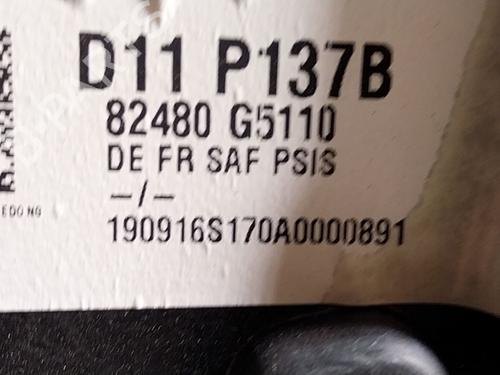 D11 P137B
82480 G5110
DE FR SAF PSIS
-/-
190916S170A0000891